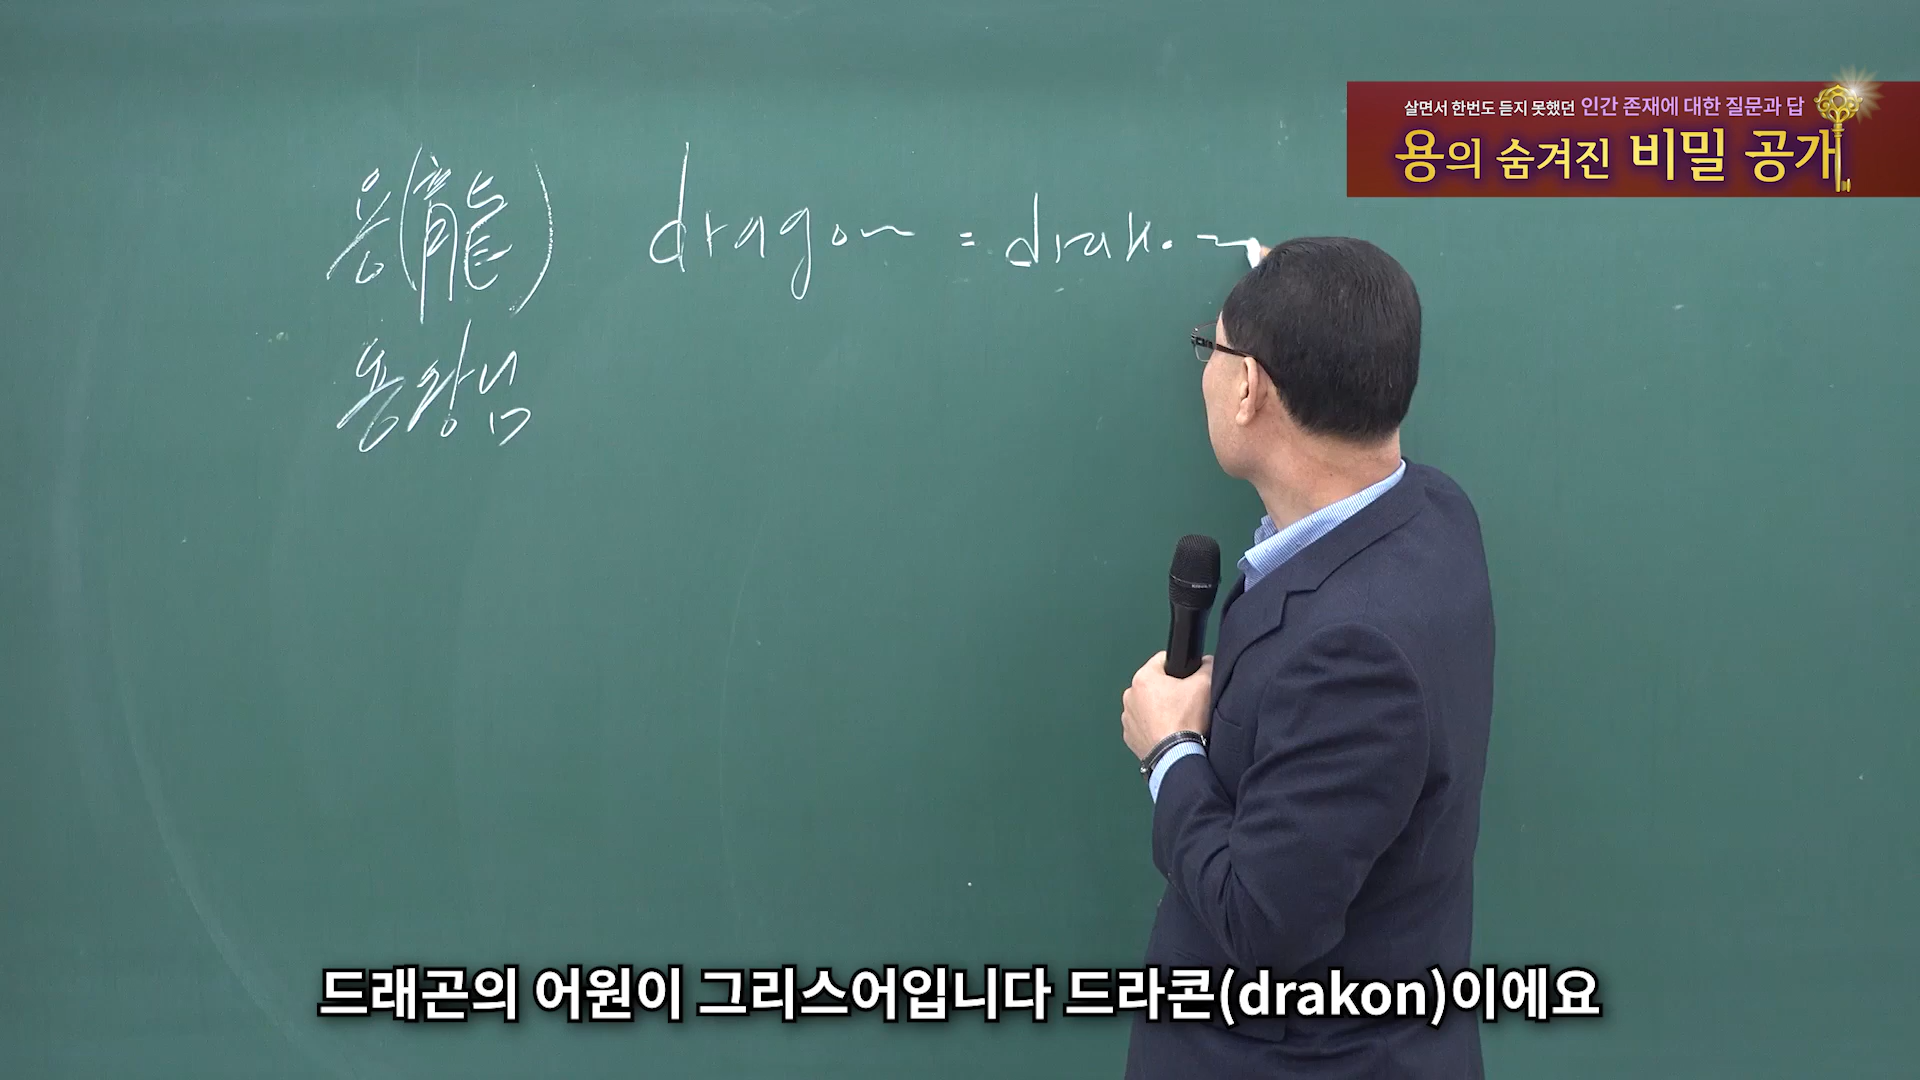 살면서 한번도 듣지 못했던 인간 존재에 대한 질문과 답
용의 숨겨진 비밀 공개
용(龍) dragon = drakon
용왕님
드래곤의 어원이 그리스어입니다 드라콘(drakon)이에요